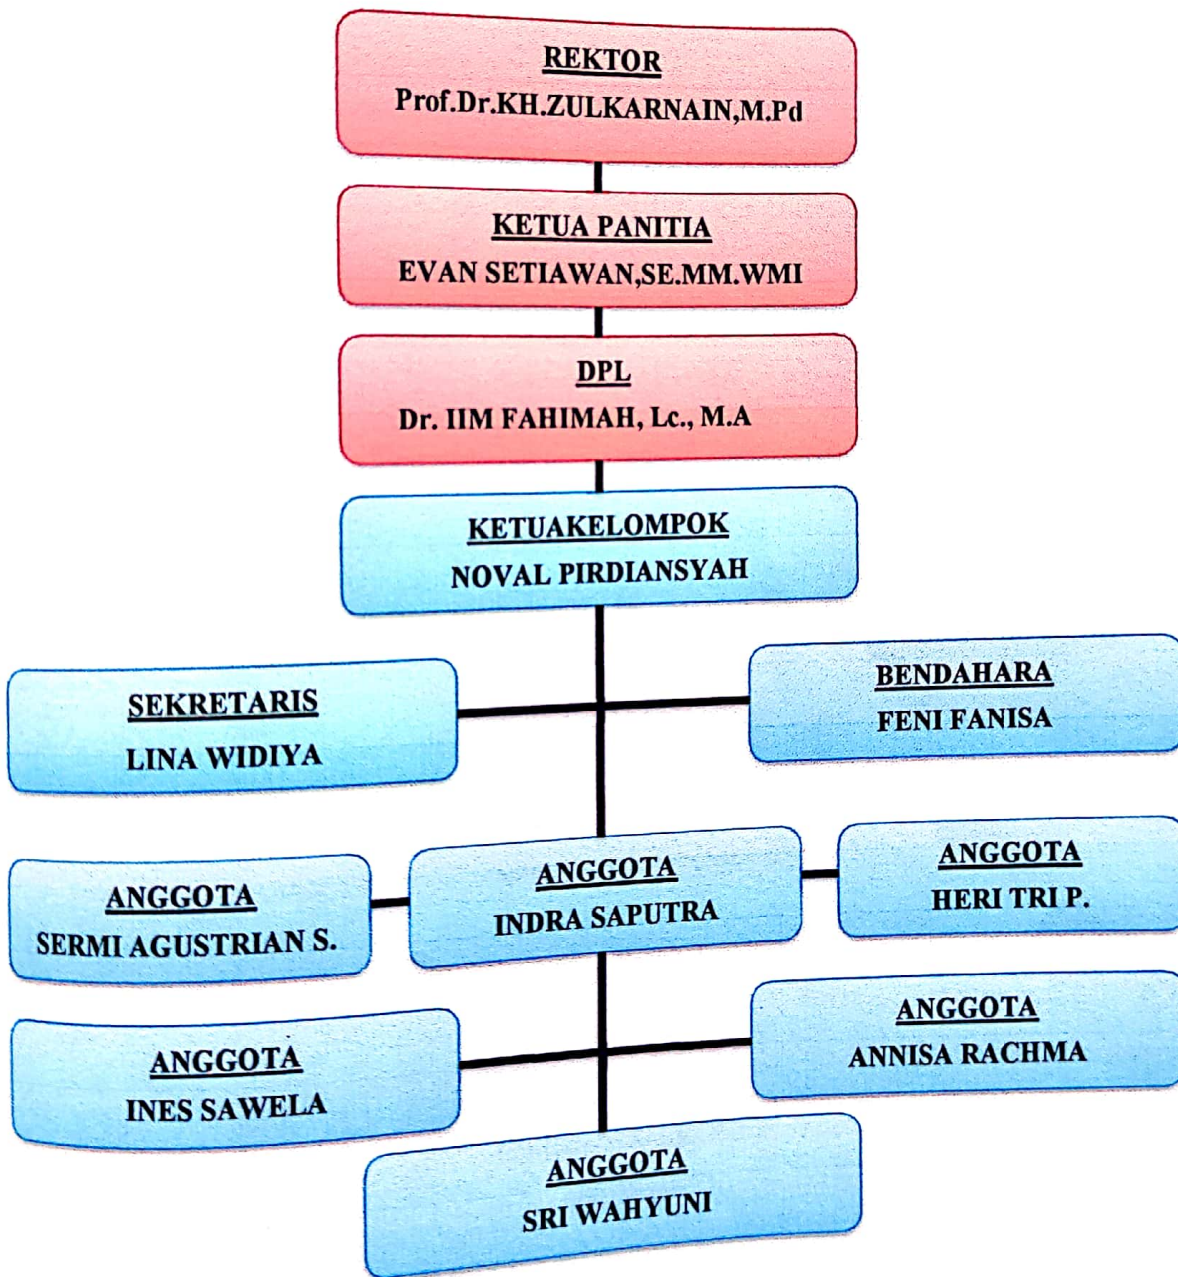 REKTOR
Prof.Dr.KH.ZULKARNAIN,M.Pd
KETUA PANITIA
EVAN SETIAWAN,SE.MM.WMI
DPL
Dr. IIM FAHIMAH, Lc., M.A
KETUAKELOMPOK
NOVAL PIRDIANSYAH
SEKRETARIS
LINA WIDIYA
BENDAHARA
FENI FANISA
ANGGOTA
SERMI AGUSTRIAN S.
ANGGOTA
INDRA SAPUTRA
ANGGOTA
HERI TRI P.
ANGGOTA
INES SAWELA
ANGGOTA
ANNISA RACHMA
ANGGOTA
SRI WAHYUNI